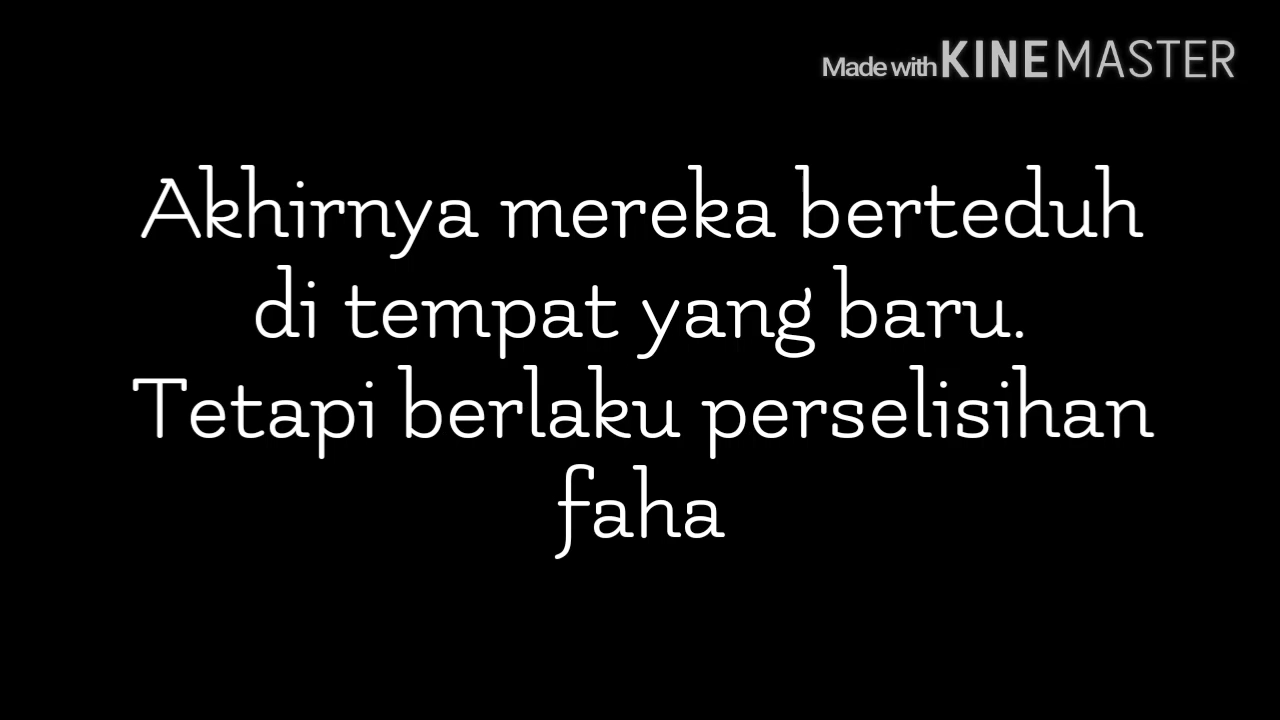 Made with KINEMASTER
Akhirnya mereka berteduh
di tempat yang baru.
Tetapi berlaku perselisihan
faha